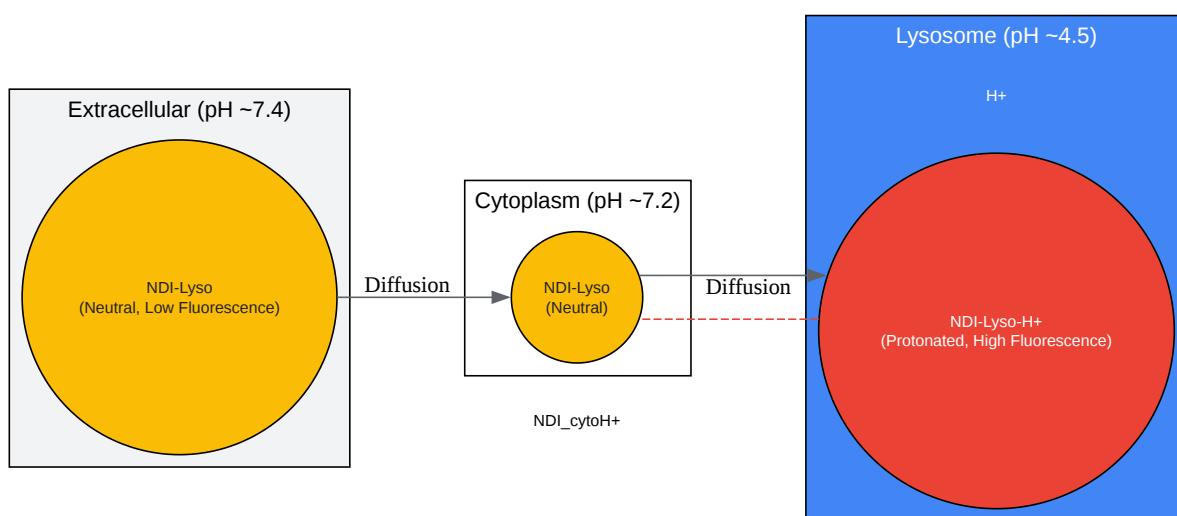 Extracellular (pH ~7.4)
NDI-Lyso
(Neutral, Low Fluorescence)
Diffusion
Cytoplasm (pH ~7.2)
NDI-Lyso
(Neutral)
NDI_cytoH+
Diffusion
Lysosome (pH ~4.5)
H+
NDI-Lyso-H+
(Protonated, High Fluorescence)